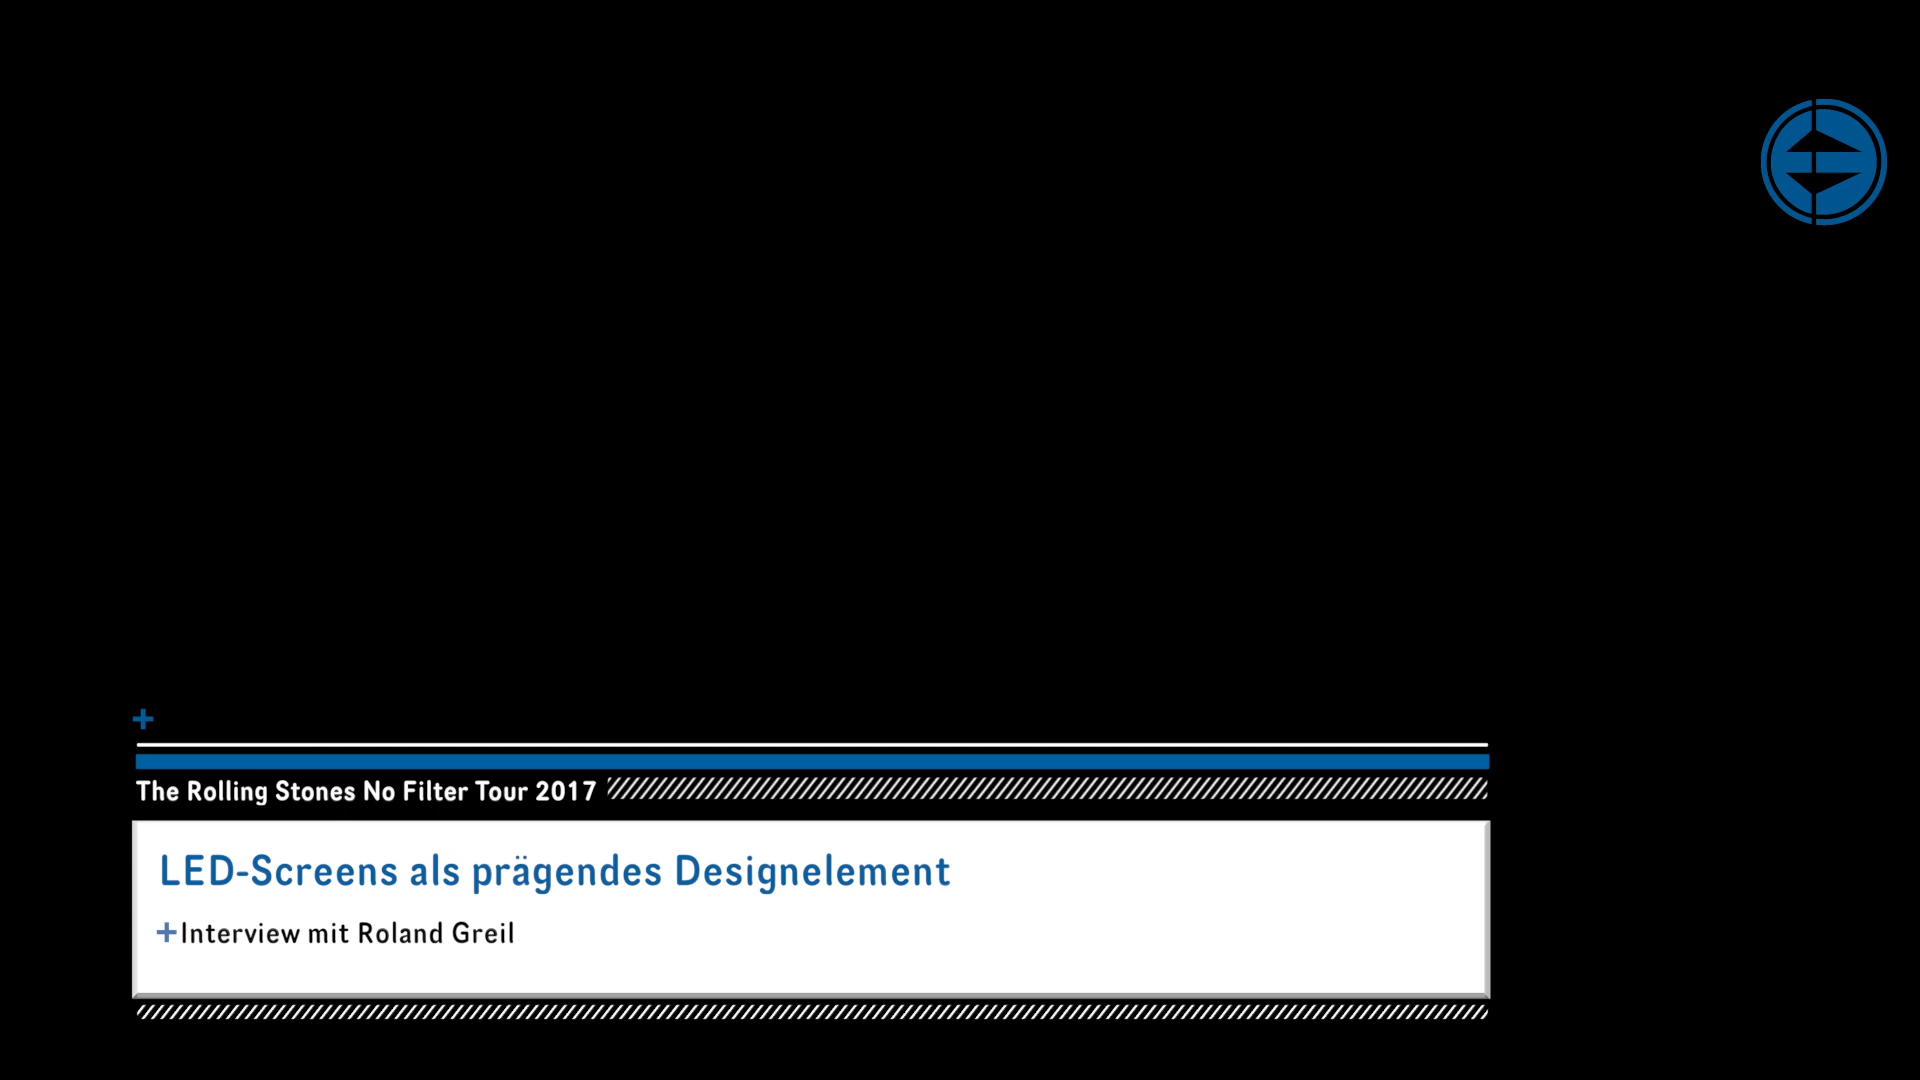 The Rolling Stones No Filter Tour 2017
LED-Screens als prägendes Designelement
+Interview mit Roland Greil